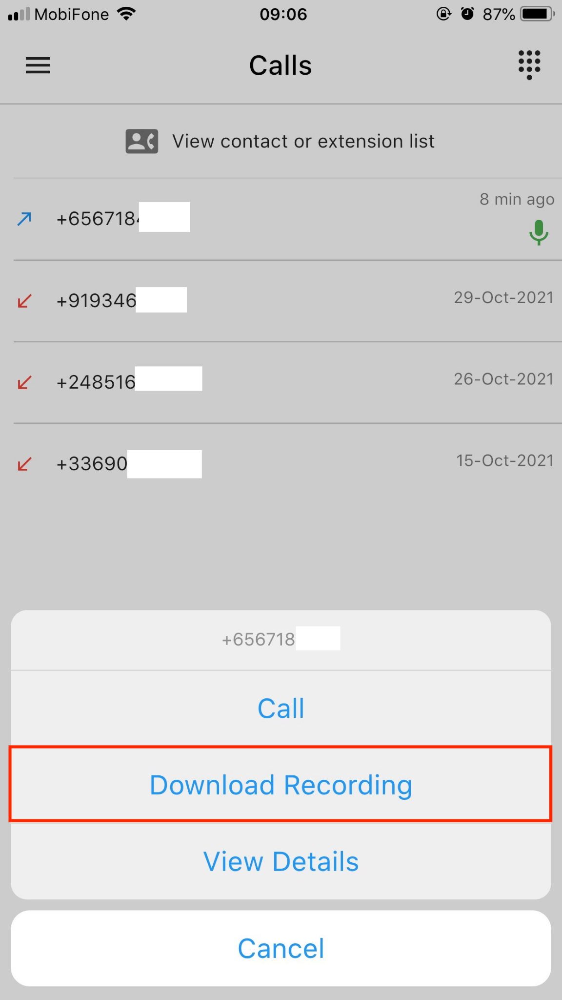 MobiFone 09:06 87%
Calls
View contact or extension list
8 min ago
+656718
+919346
29-Oct-2021
+248516
26-Oct-2021
+33690
15-Oct-2021
+656718
Call
Download Recording
View Details
Cancel